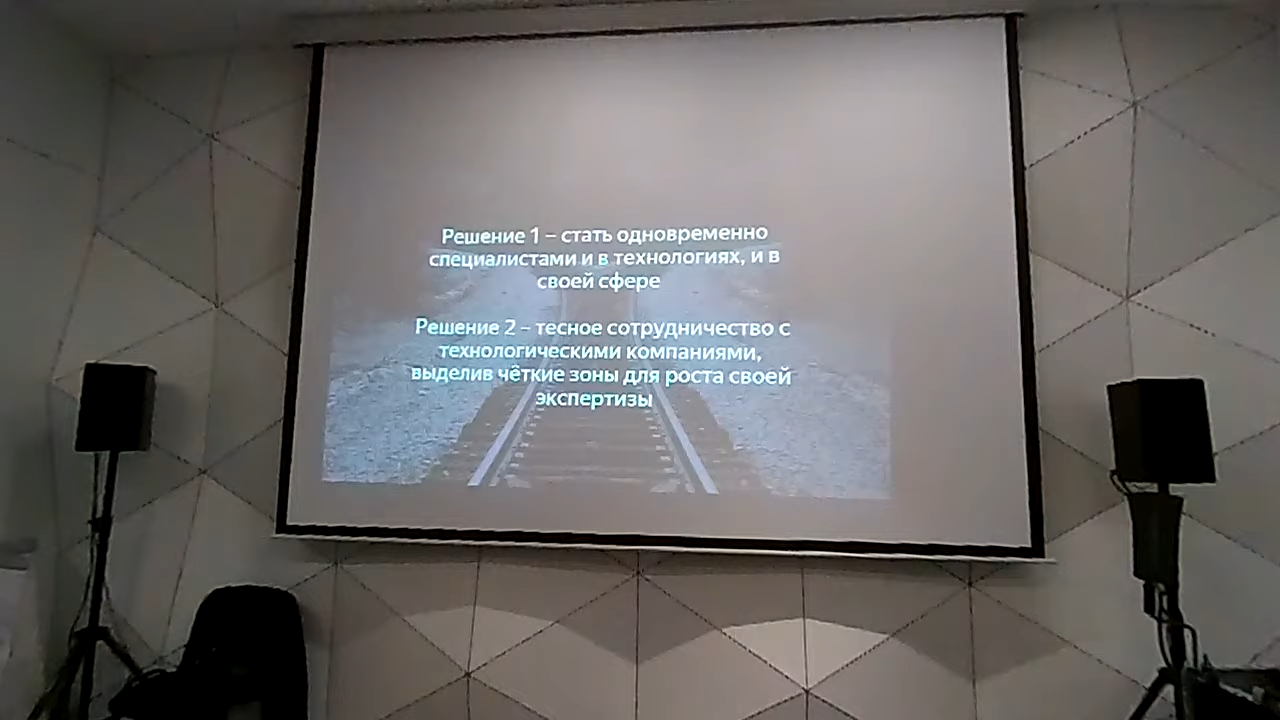 Решение 1 – стать одновременно
специалистами и в технологиях, и в
своей сфере
Решение 2 – тесное сотрудничество с
технологическими компаниями,
выделив чёткие зоны для роста своей
экспертизы